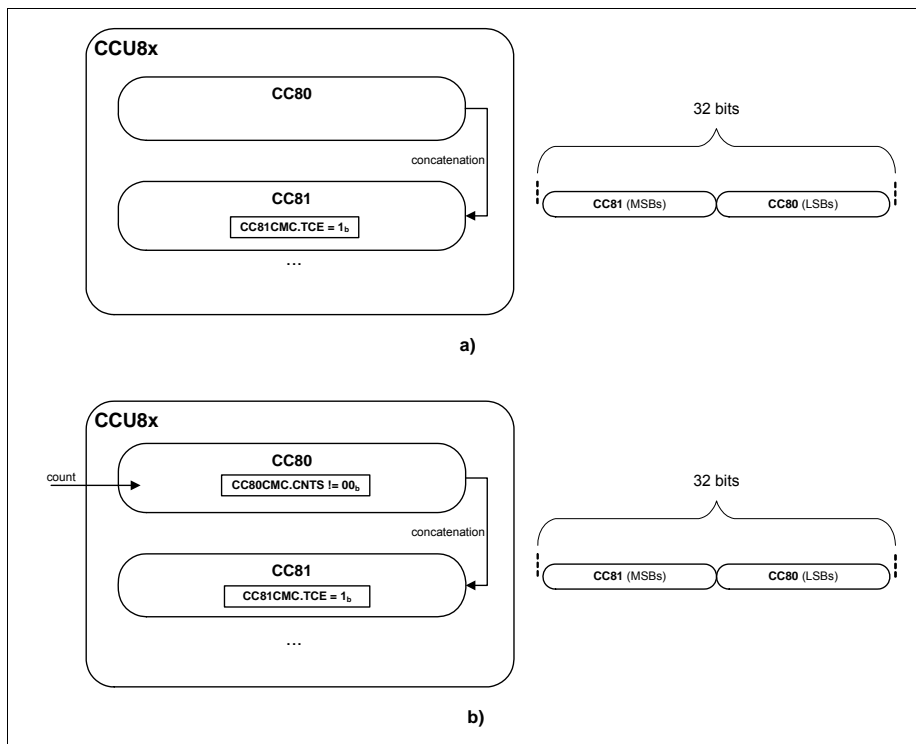 CCU8x
CC80
32 bits
concatenation
CC81
CC81 (MSBs)
CC80 (LSBs)
CC81CMC.TCE = 1b
...
a)
CCU8x
CC80
count
CC80CMC.CNTS != 00b
32 bits
concatenation
CC81
CC81 (MSBs)
CC80 (LSBs)
CC81CMC.TCE = 1b
...
b)